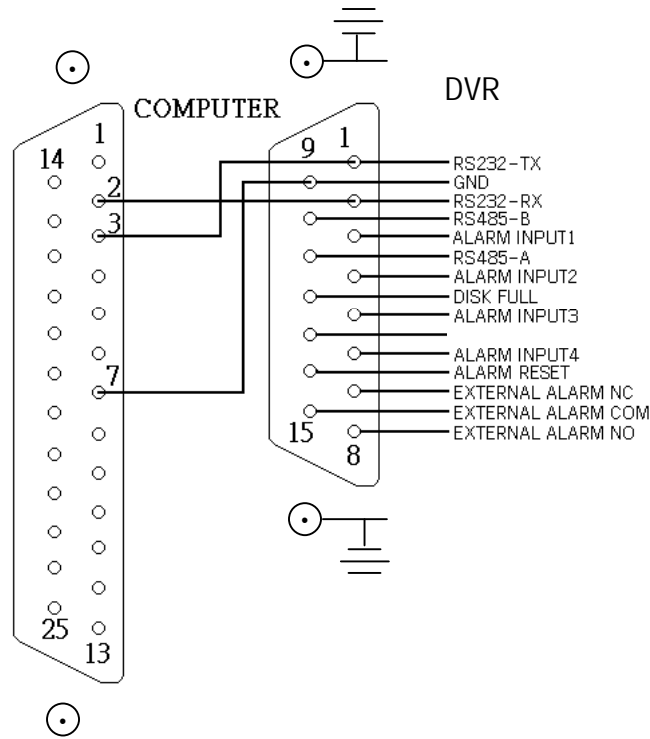 DVR
COMPUTER
1
14
2
3
7
25
13
9
1
15
8
RS232-TX
GND
RS232-RX
RS485-B
ALARM INPUT1
RS485-A
ALARM INPUT2
DISK FULL
ALARM INPUT3
ALARM INPUT4
ALARM RESET
EXTERNAL ALARM NC
EXTERNAL ALARM COM
EXTERNAL ALARM NO